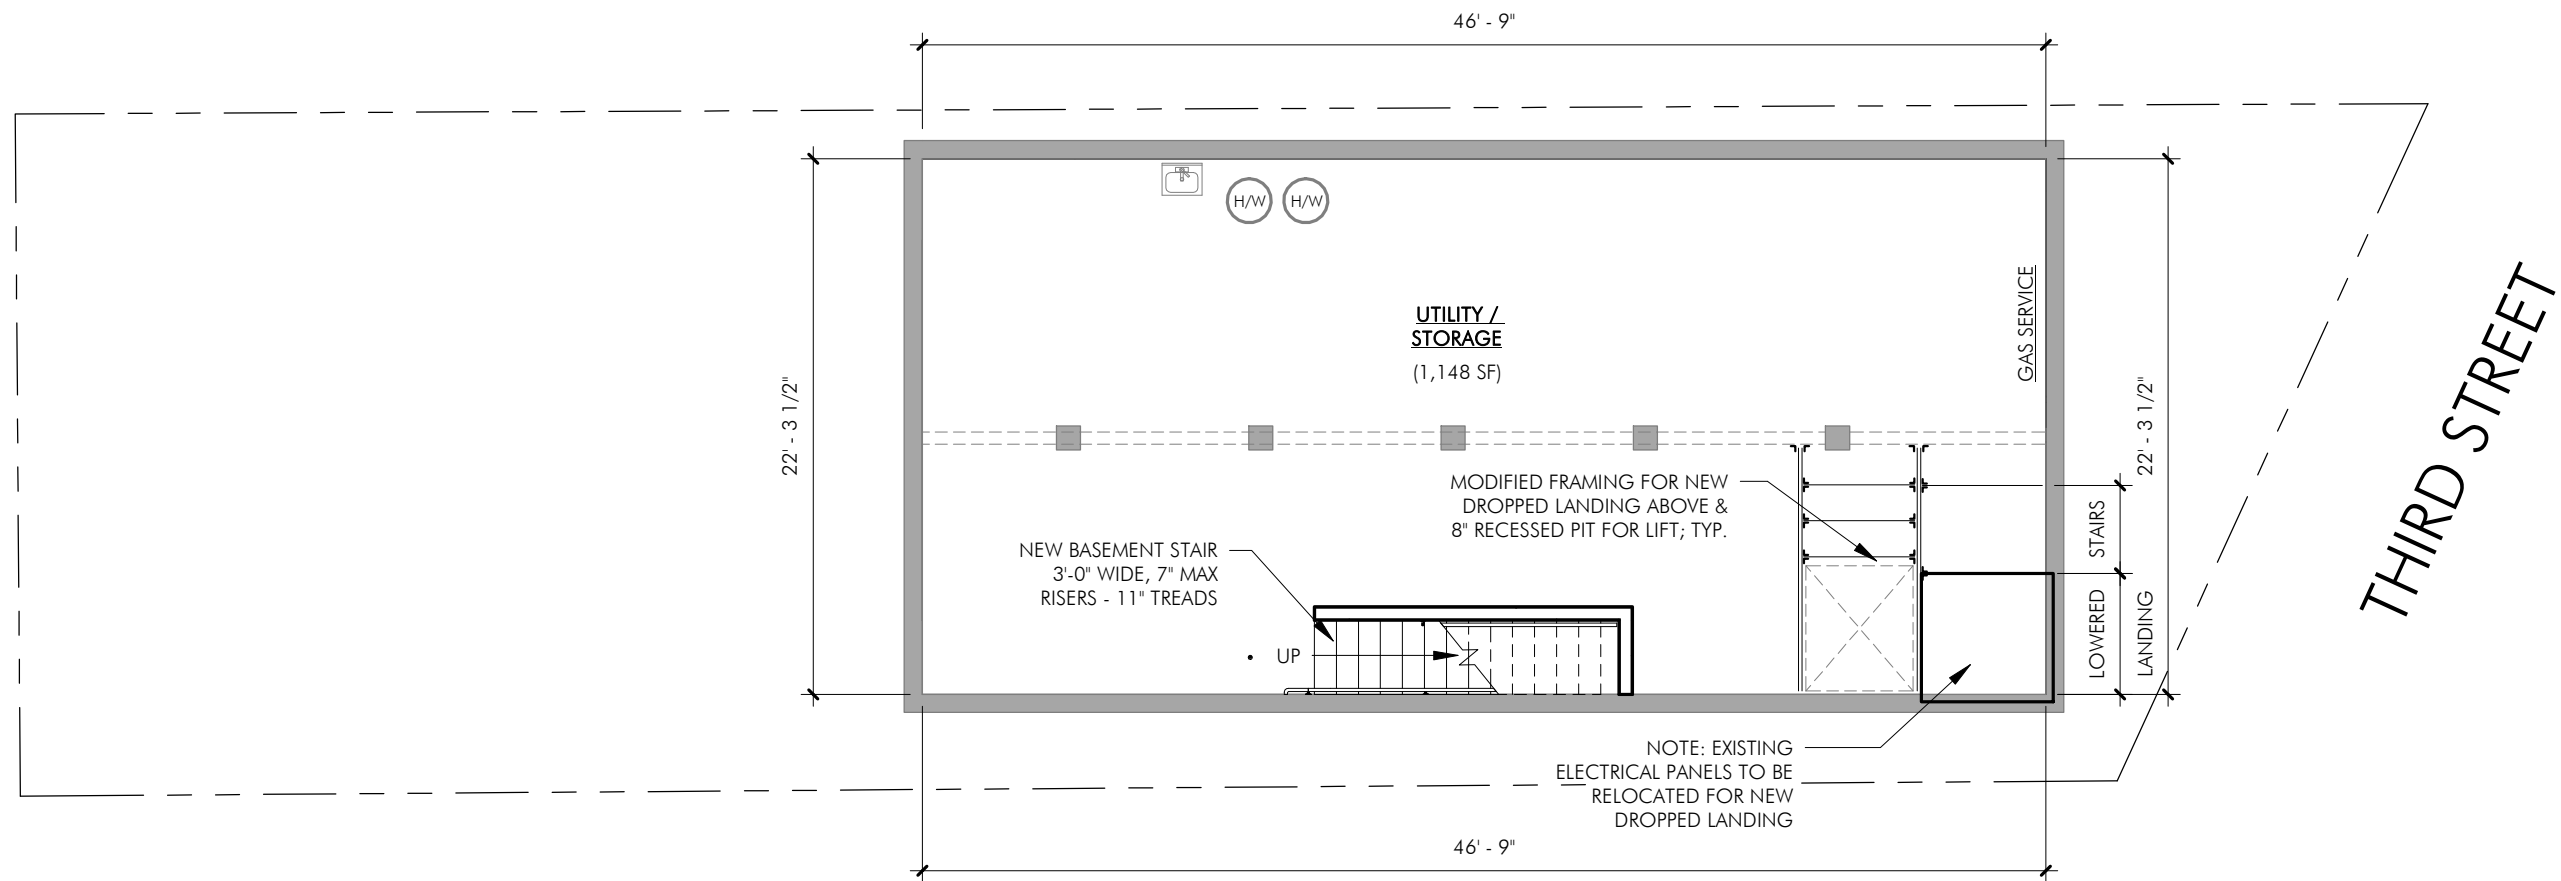 46' - 9"
H/W
H/W
UTILITY /
STORAGE
(1,148 SF)
GAS SERVICE
22' - 3 1/2"
22' - 3 1/2"
THIRD STREET
MODIFIED FRAMING FOR NEW
DROPPED LANDING ABOVE &
8" RECESSED PIT FOR LIFT; TYP.
STAIRS
NEW BASEMENT STAIR
3'-0" WIDE, 7" MAX
RISERS - 11" TREADS
LOWERED
LANDING
UP
NOTE: EXISTING
ELECTRICAL PANELS TO BE
RELOCATED FOR NEW
DROPPED LANDING
46' - 9"